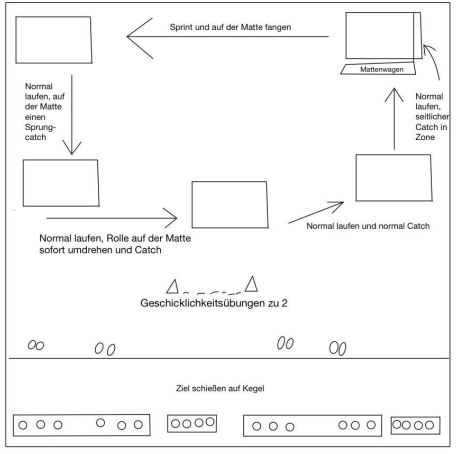 Sprint und auf der Matte fangen
Mattenwagen
Normal
laufen, auf
der Matte
einen
Sprung-
catch
Normal
laufen,
seitlicher
Catch in
Zone
Normal laufen und normal Catch
Normal laufen, Rolle auf der Matte
sofort umdrehen und Catch
Geschicklichkeitsübungen zu 2
Ziel schießen auf Kegel